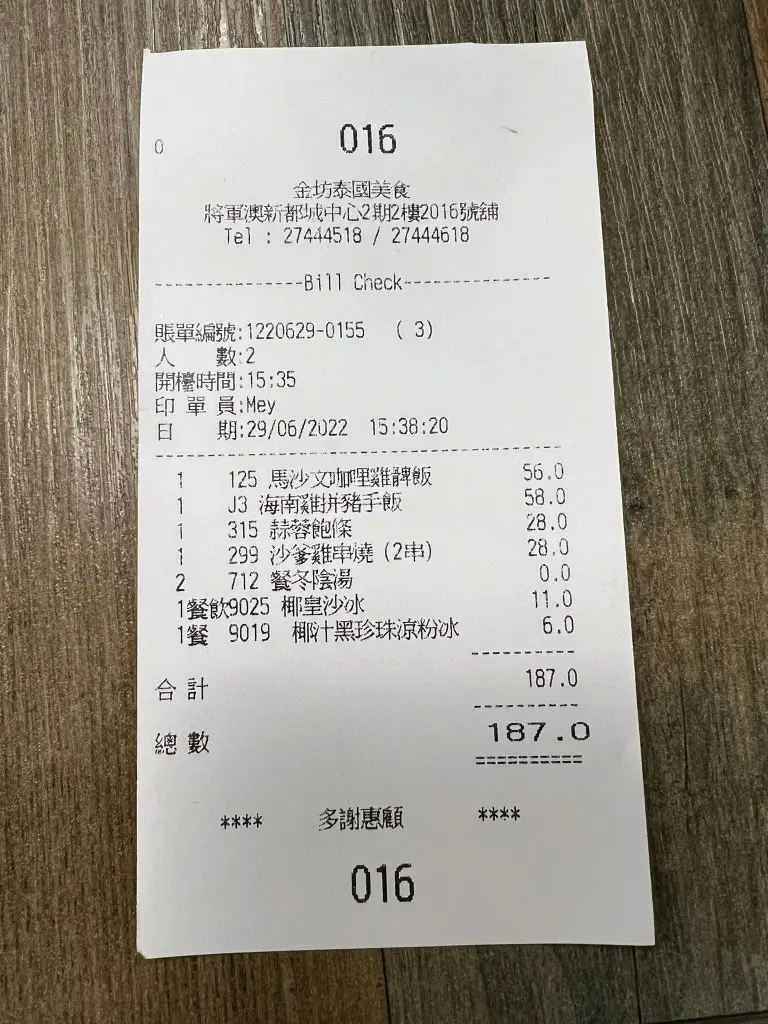 0 016
金坊泰國美食
將軍澳新都城中心2期2樓2016號舖
Tel : 27444518 / 27444618
---------------Bill Check---------------
賬單編號:1220629-0155 ( 3)
人 數:2
開檯時間:15:35
印 單 員:Mey
日 期:29/06/2022 15:38:20
1 125 馬沙文咖哩雞髀飯 56.0
1 J3 海南雞拼豬手飯 58.0
1 315 蒜蓉飽條 28.0
1 299 沙爹雞串燒 (2串) 28.0
2 712 餐冬陰湯 0.0
1餐飲9025 椰皇沙冰 11.0
1餐 9019 椰汁黑珍珠涼粉冰 6.0
合 計 187.0
總 數 187.0
**** 多謝惠顧 ****
016